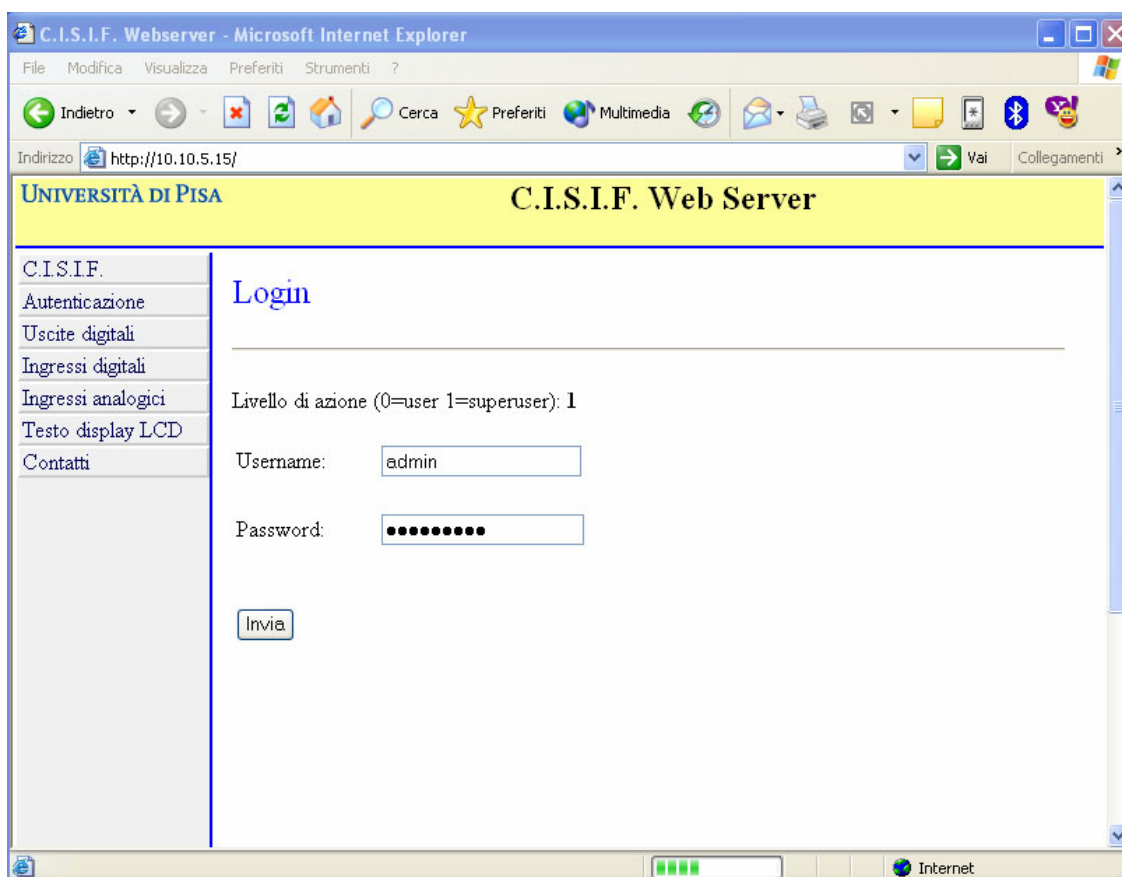 C.I.S.I.F. Webserver - Microsoft Internet Explorer
File Modifica Visualizza Preferiti Strumenti ?
Indietro Cerca Preferiti Multimedia
Indirizzo http://10.10.5.15/ Vai Collegamenti
UNIVERSITÀ DI PISA
C.I.S.I.F. Web Server
C.I.S.I.F.
Autenticazione
Uscite digitali
Ingressi digitali
Ingressi analogici
Testo display LCD
Contatti
Login
Livello di azione (0=user 1=superuser): 1
Username: admin
Password: •••••••••
Invia
Internet